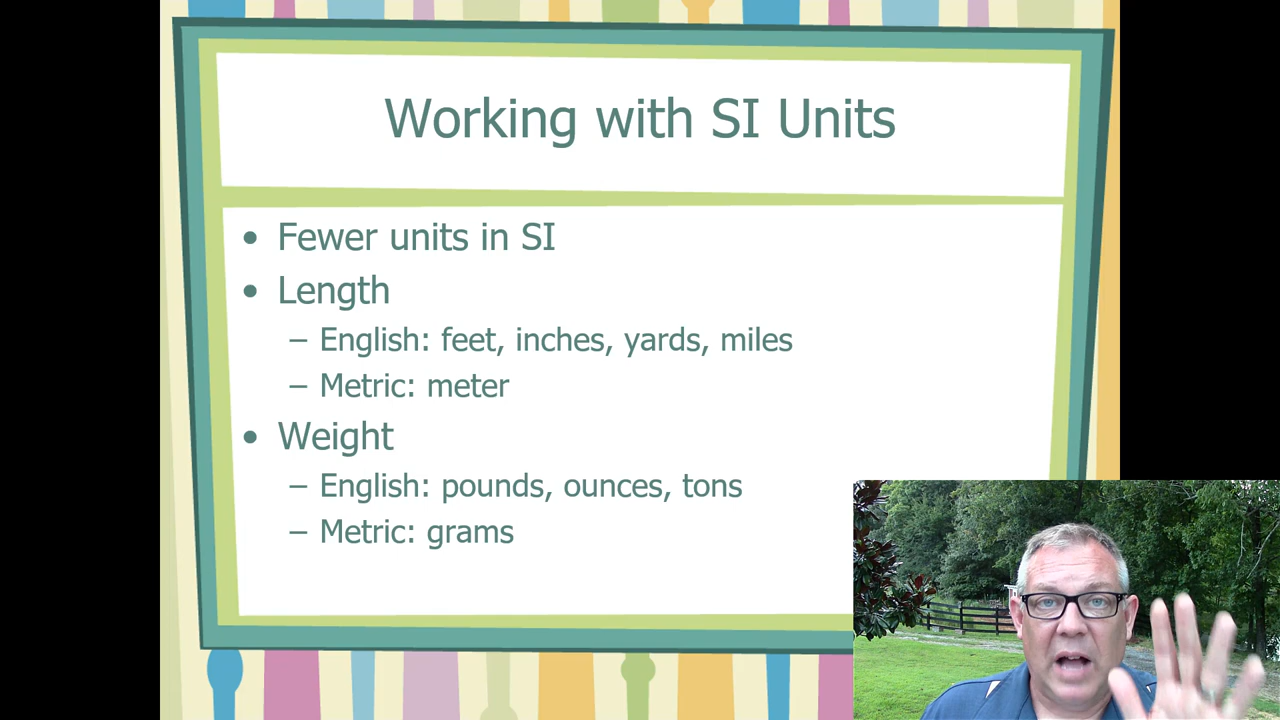 Working with SI Units
• Fewer units in SI
• Length
– English: feet, inches, yards, miles
– Metric: meter
• Weight
– English: pounds, ounces, tons
– Metric: grams